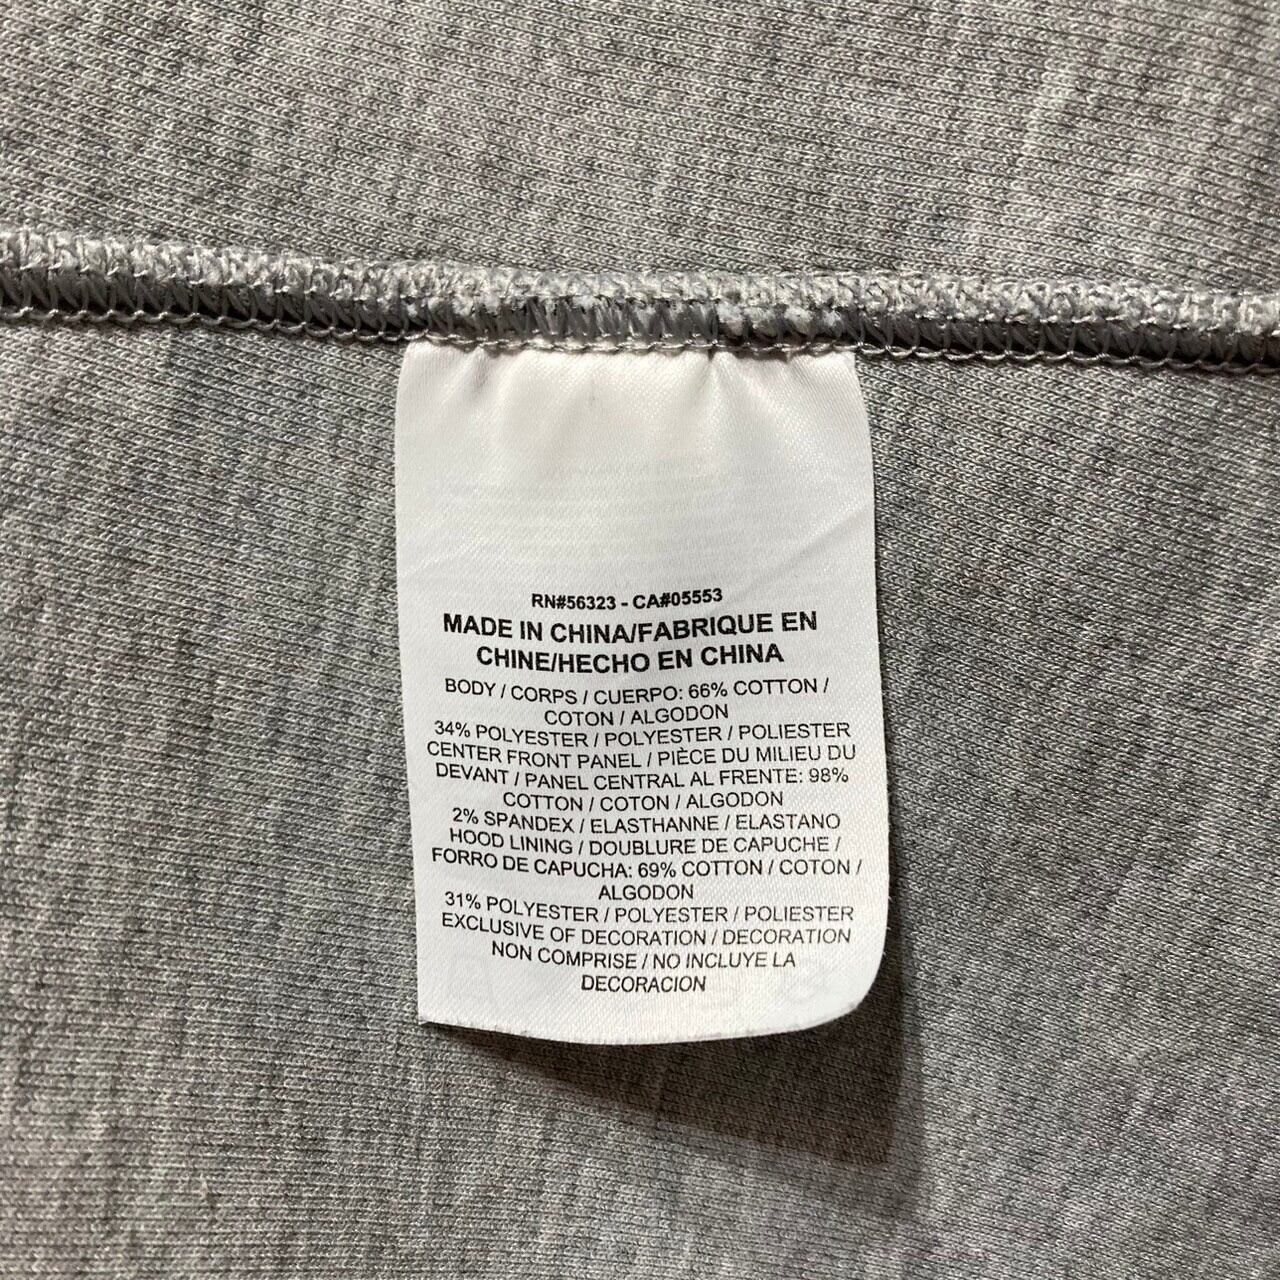 RN#56323 - CA#05553
MADE IN CHINA/FABRIQUE EN
CHINE/HECHO EN CHINA
BODY / CORPS / CUERPO: 66% COTTON /
COTON / ALGODON
34% POLYESTER / POLYESTER / POLIESTER
CENTER FRONT PANEL / PIÈCE DU MILIEU DU
DEVANT / PANEL CENTRAL AL FRENTE: 98%
COTTON / COTON / ALGODON
2% SPANDEX / ELASTHANNE / ELASTANO
HOOD LINING / DOUBLURE DE CAPUCHE /
FORRO DE CAPUCHA: 69% COTTON / COTON /
ALGODON
31% POLYESTER / POLYESTER / POLIESTER
EXCLUSIVE OF DECORATION / DECORATION
NON COMPRISE / NO INCLUYE LA
DECORACION